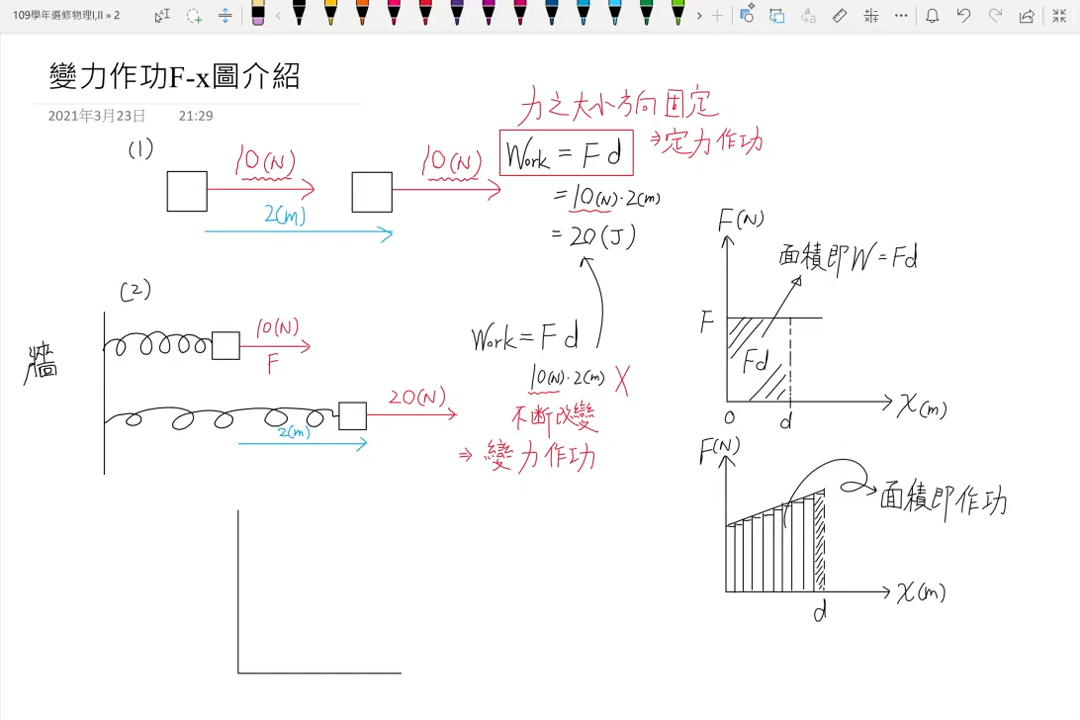 109學年選修物理I,II » 2
變力作功F-x圖介紹
2021年3月23日 21:29
(1)
10(N)
2(m)
10(N)
力之大小方向固定
⇒定力作功
Work = F d
= 10(N)·2(m)
= 20(J)
(2)
牆
10(N)
F
20(N)
2(m)
Work = F d
10(N)·2(m) X
不斷改變
⇒ 變力作功
F(N)
面積即W=Fd
F
Fd
0
d
x(m)
F(N)
面積即作功
x(m)
d